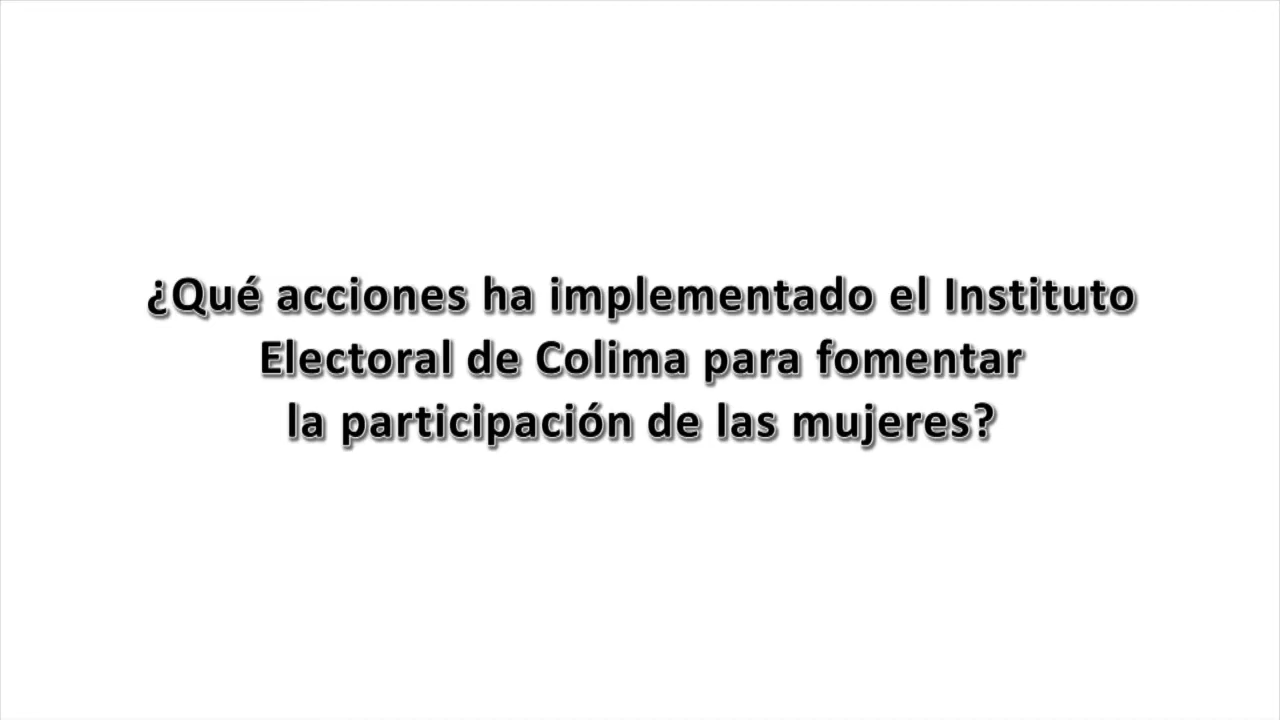 ¿Qué acciones ha implementado el Instituto
Electoral de Colima para fomentar
la participación de las mujeres?